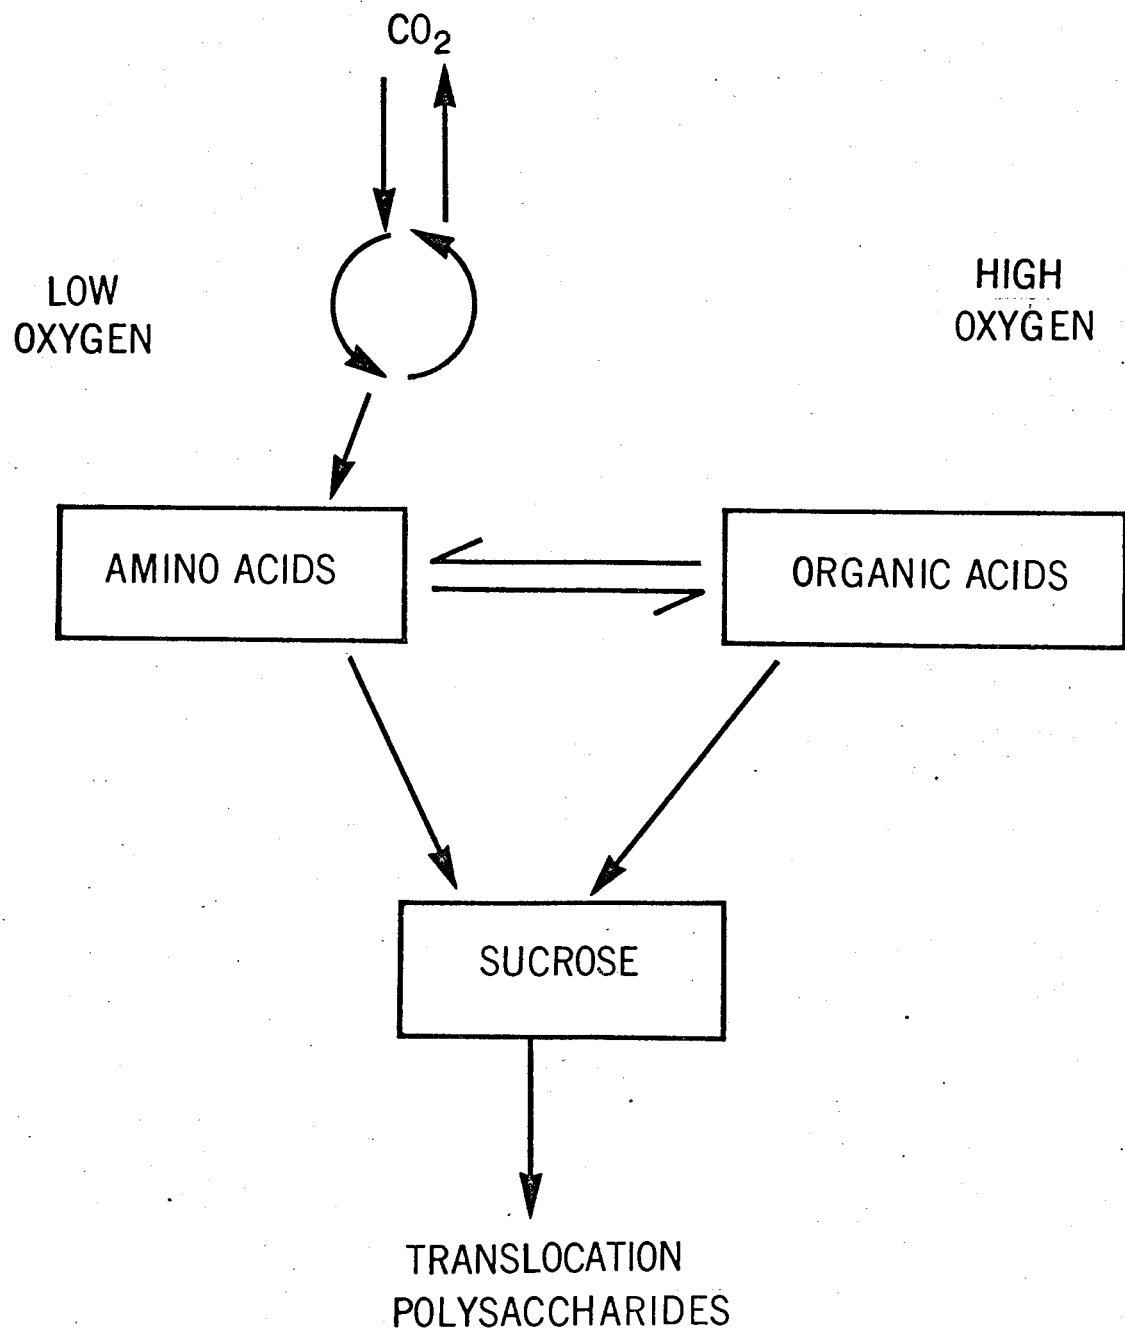 CO₂
LOW
OXYGEN
HIGH
OXYGEN
AMINO ACIDS
ORGANIC ACIDS
SUCROSE
TRANSLOCATION
POLYSACCHARIDES